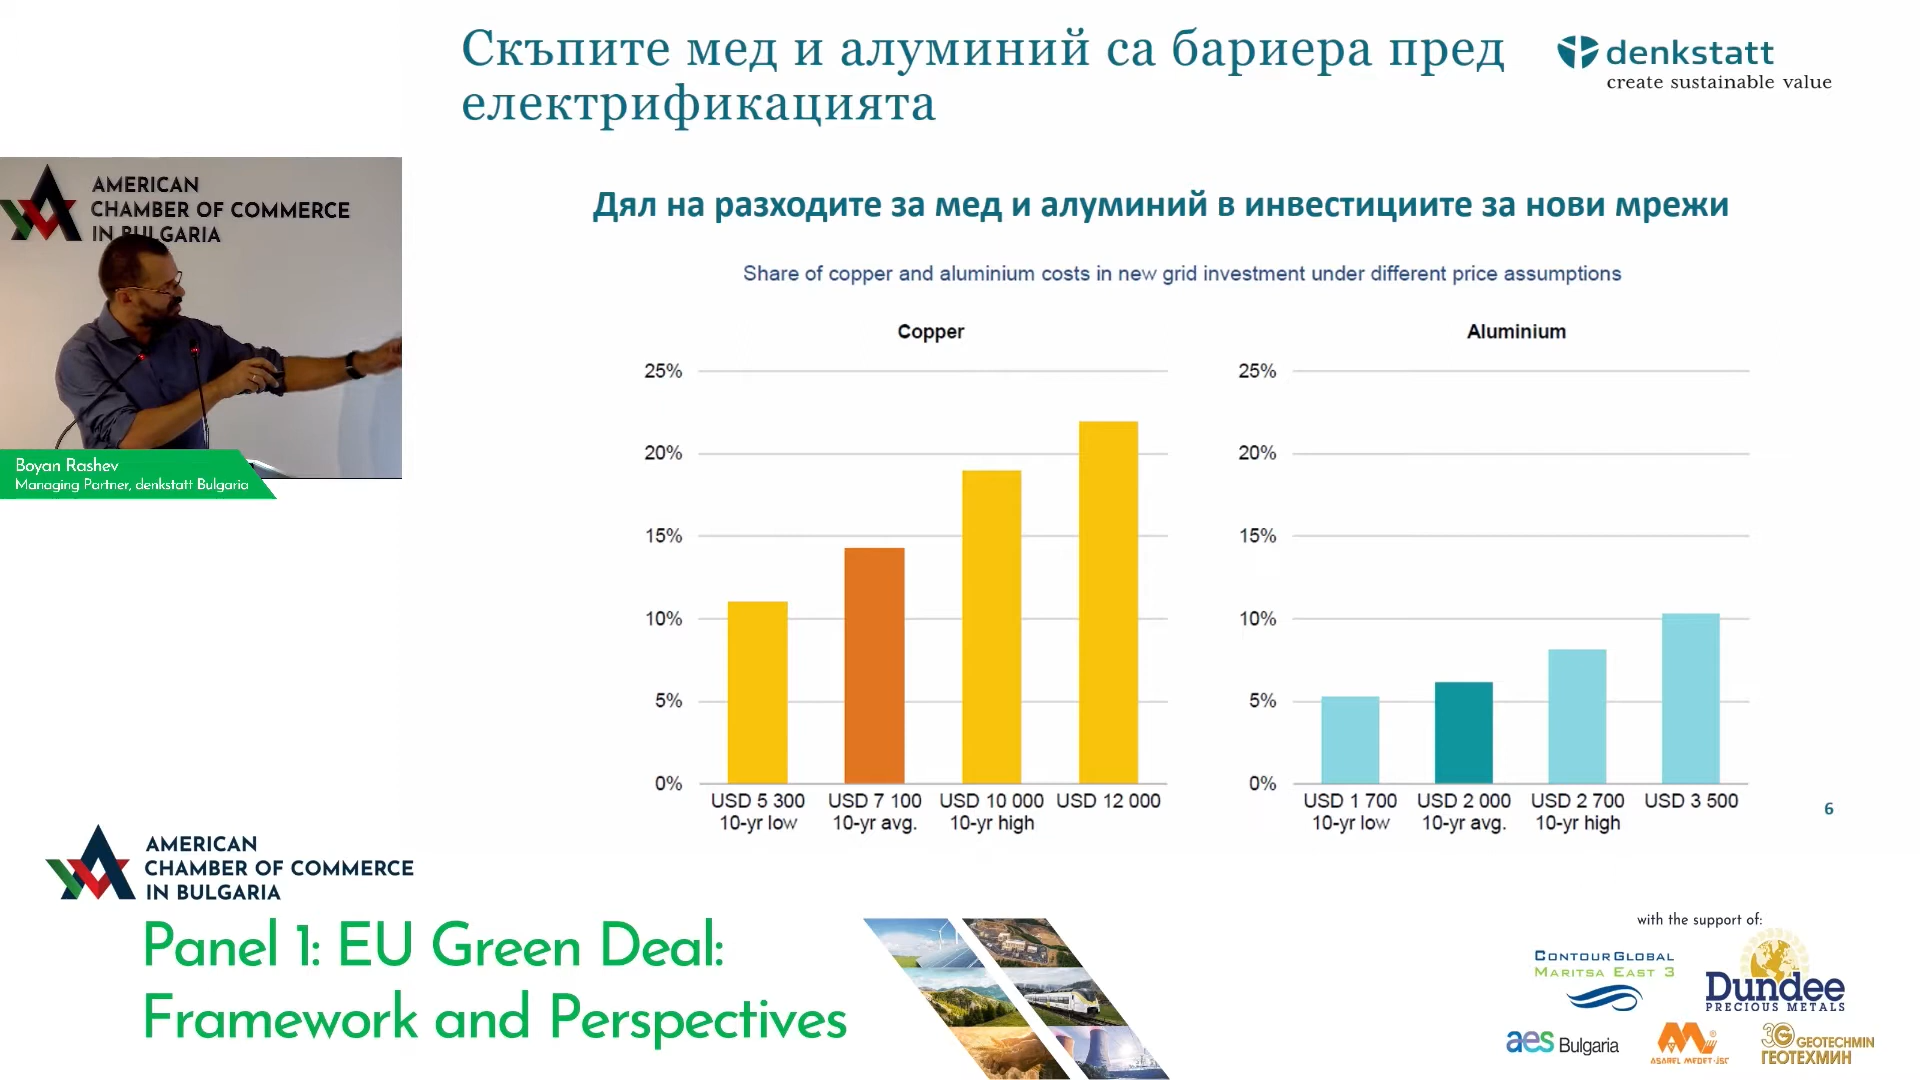 Скъпите мед и алуминий са бариера пред
електрификацията
denkstatt
create sustainable value
AMERICAN
CHAMBER OF COMMERCE
IN BULGARIA
Дял на разходите за мед и алуминий в инвестициите за нови мрежи
Share of copper and aluminium costs in new grid investment under different price assumptions
Boyan Rashev
Managing Partner, denkstatt Bulgaria
Copper
25%
20%
15%
10%
5%
0%
USD 5 300
10-yr low
USD 7 100
10-yr avg.
USD 10 000
10-yr high
USD 12 000
Aluminium
25%
20%
15%
10%
5%
0%
USD 1 700
10-yr low
USD 2 000
10-yr avg.
USD 2 700
10-yr high
USD 3 500
6
AMERICAN
CHAMBER OF COMMERCE
IN BULGARIA
Panel 1: EU Green Deal:
Framework and Perspectives
with the support of:
CONTOURGLOBAL
MARITSA EAST 3
Dundee
PRECIOUS METALS
aes Bulgaria
ASAREL MEDET-JSC
GEOTECHMIN
ГЕОТЕХМИН